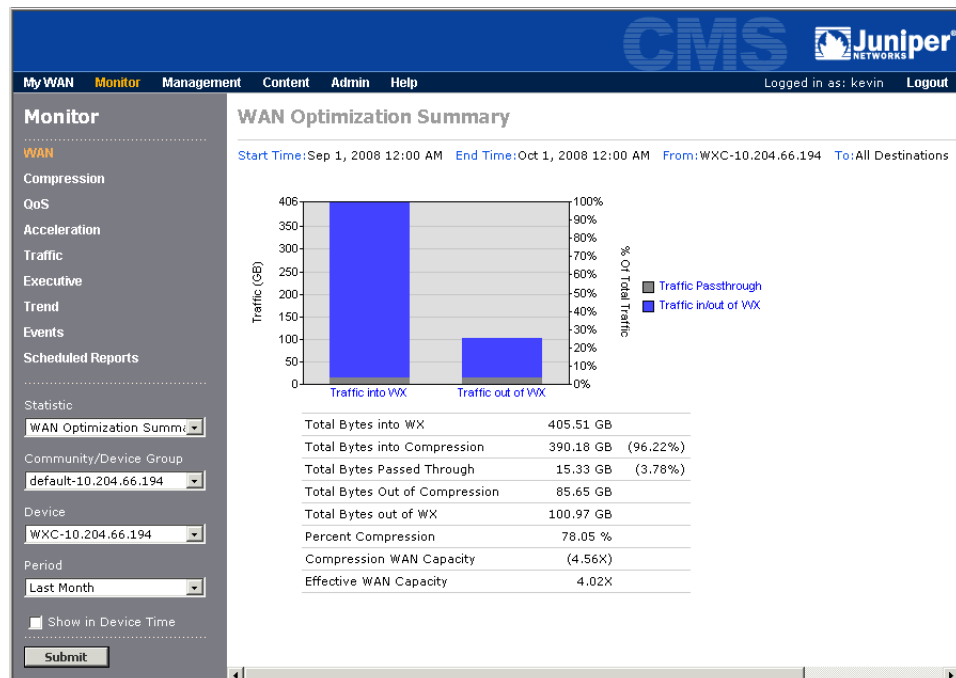 CMS
Juniper
NETWORKS
My WAN Monitor Management Content Admin Help Logged in as: kevin Logout
Monitor
WAN
Compression
QoS
Acceleration
Traffic
Executive
Trend
Events
Scheduled Reports
Statistic
WAN Optimization Summa
Community/Device Group
default-10.204.66.194
Device
WXC-10.204.66.194
Period
Last Month
Show in Device Time
Submit
WAN Optimization Summary
Start Time:Sep 1, 2008 12:00 AM End Time:Oct 1, 2008 12:00 AM From:WXC-10.204.66.194 To:All Destinations
Traffic (GB)
406
350
300
250
200
150
100
50
0
100%
90%
80%
70%
60%
50%
40%
30%
20%
10%
0%
% Of Total Traffic
Traffic into WX
Traffic out of WX
Traffic Passthrough
Traffic in/out of WX
Total Bytes into WX 405.51 GB
Total Bytes into Compression 390.18 GB (96.22%)
Total Bytes Passed Through 15.33 GB (3.78%)
Total Bytes Out of Compression 85.65 GB
Total Bytes out of WX 100.97 GB
Percent Compression 78.05 %
Compression WAN Capacity (4.56X)
Effective WAN Capacity 4.02X